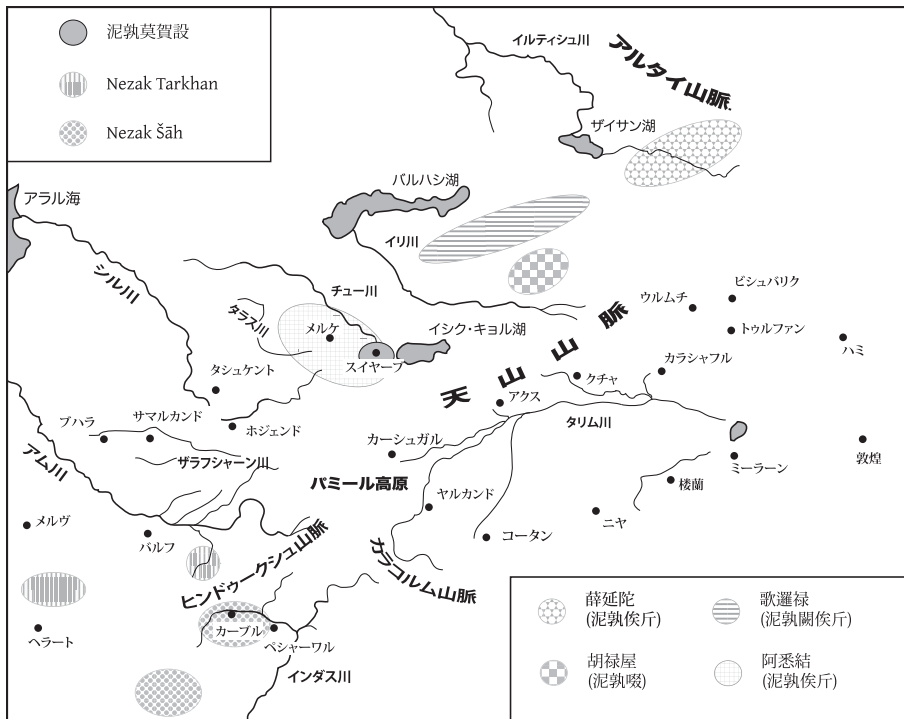 泥孰莫賀設
Nezak Tarkhan
Nezak Šāh
イルティシュ川
アルタイ山脈
ザイサン湖
バルハシ湖
アラル海
イリ川
シル川
チュー川
タラス川
メルケ
イシク・キョル湖
スイヤーブ
天山山脈
ウルムチ
ビシュバリク
トゥルファン
ハミ
カラシャフル
クチャ
アクス
タシュケント
ホジェンド
サマルカンド
ブハラ
ザラフシャーン川
アム川
カーシュガル
タリム川
パミール高原
ヤルカンド
ミーラーン
敦煌
楼蘭
ニヤ
コータン
メルヴ
バルフ
ヒンドゥークシュ山脈
カラコルム山脈
ヘラート
カーブル
ペシャーワル
インダス川
薛延陀
(泥孰俟斤)
歌邏禄
(泥孰闕俟斤)
胡禄屋
(泥孰啜)
阿悉結
(泥孰俟斤)